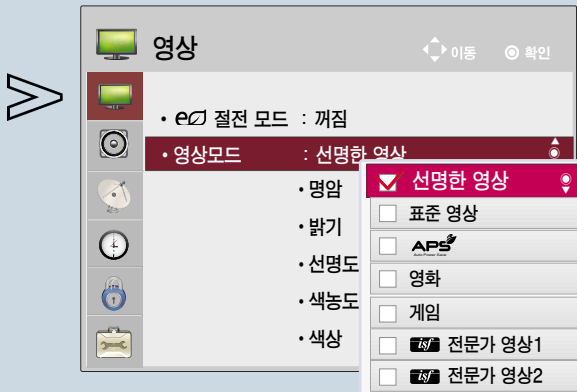 영상
이동 확인
• eco 절전 모드 : 꺼짐
• 영상모드 : 선명한 영상
• 명암
• 밝기
• 선명도
• 색농도
• 색상
선명한 영상
표준 영상
APS
Auto Power Save
영화
게임
isf 전문가 영상1
isf 전문가 영상2